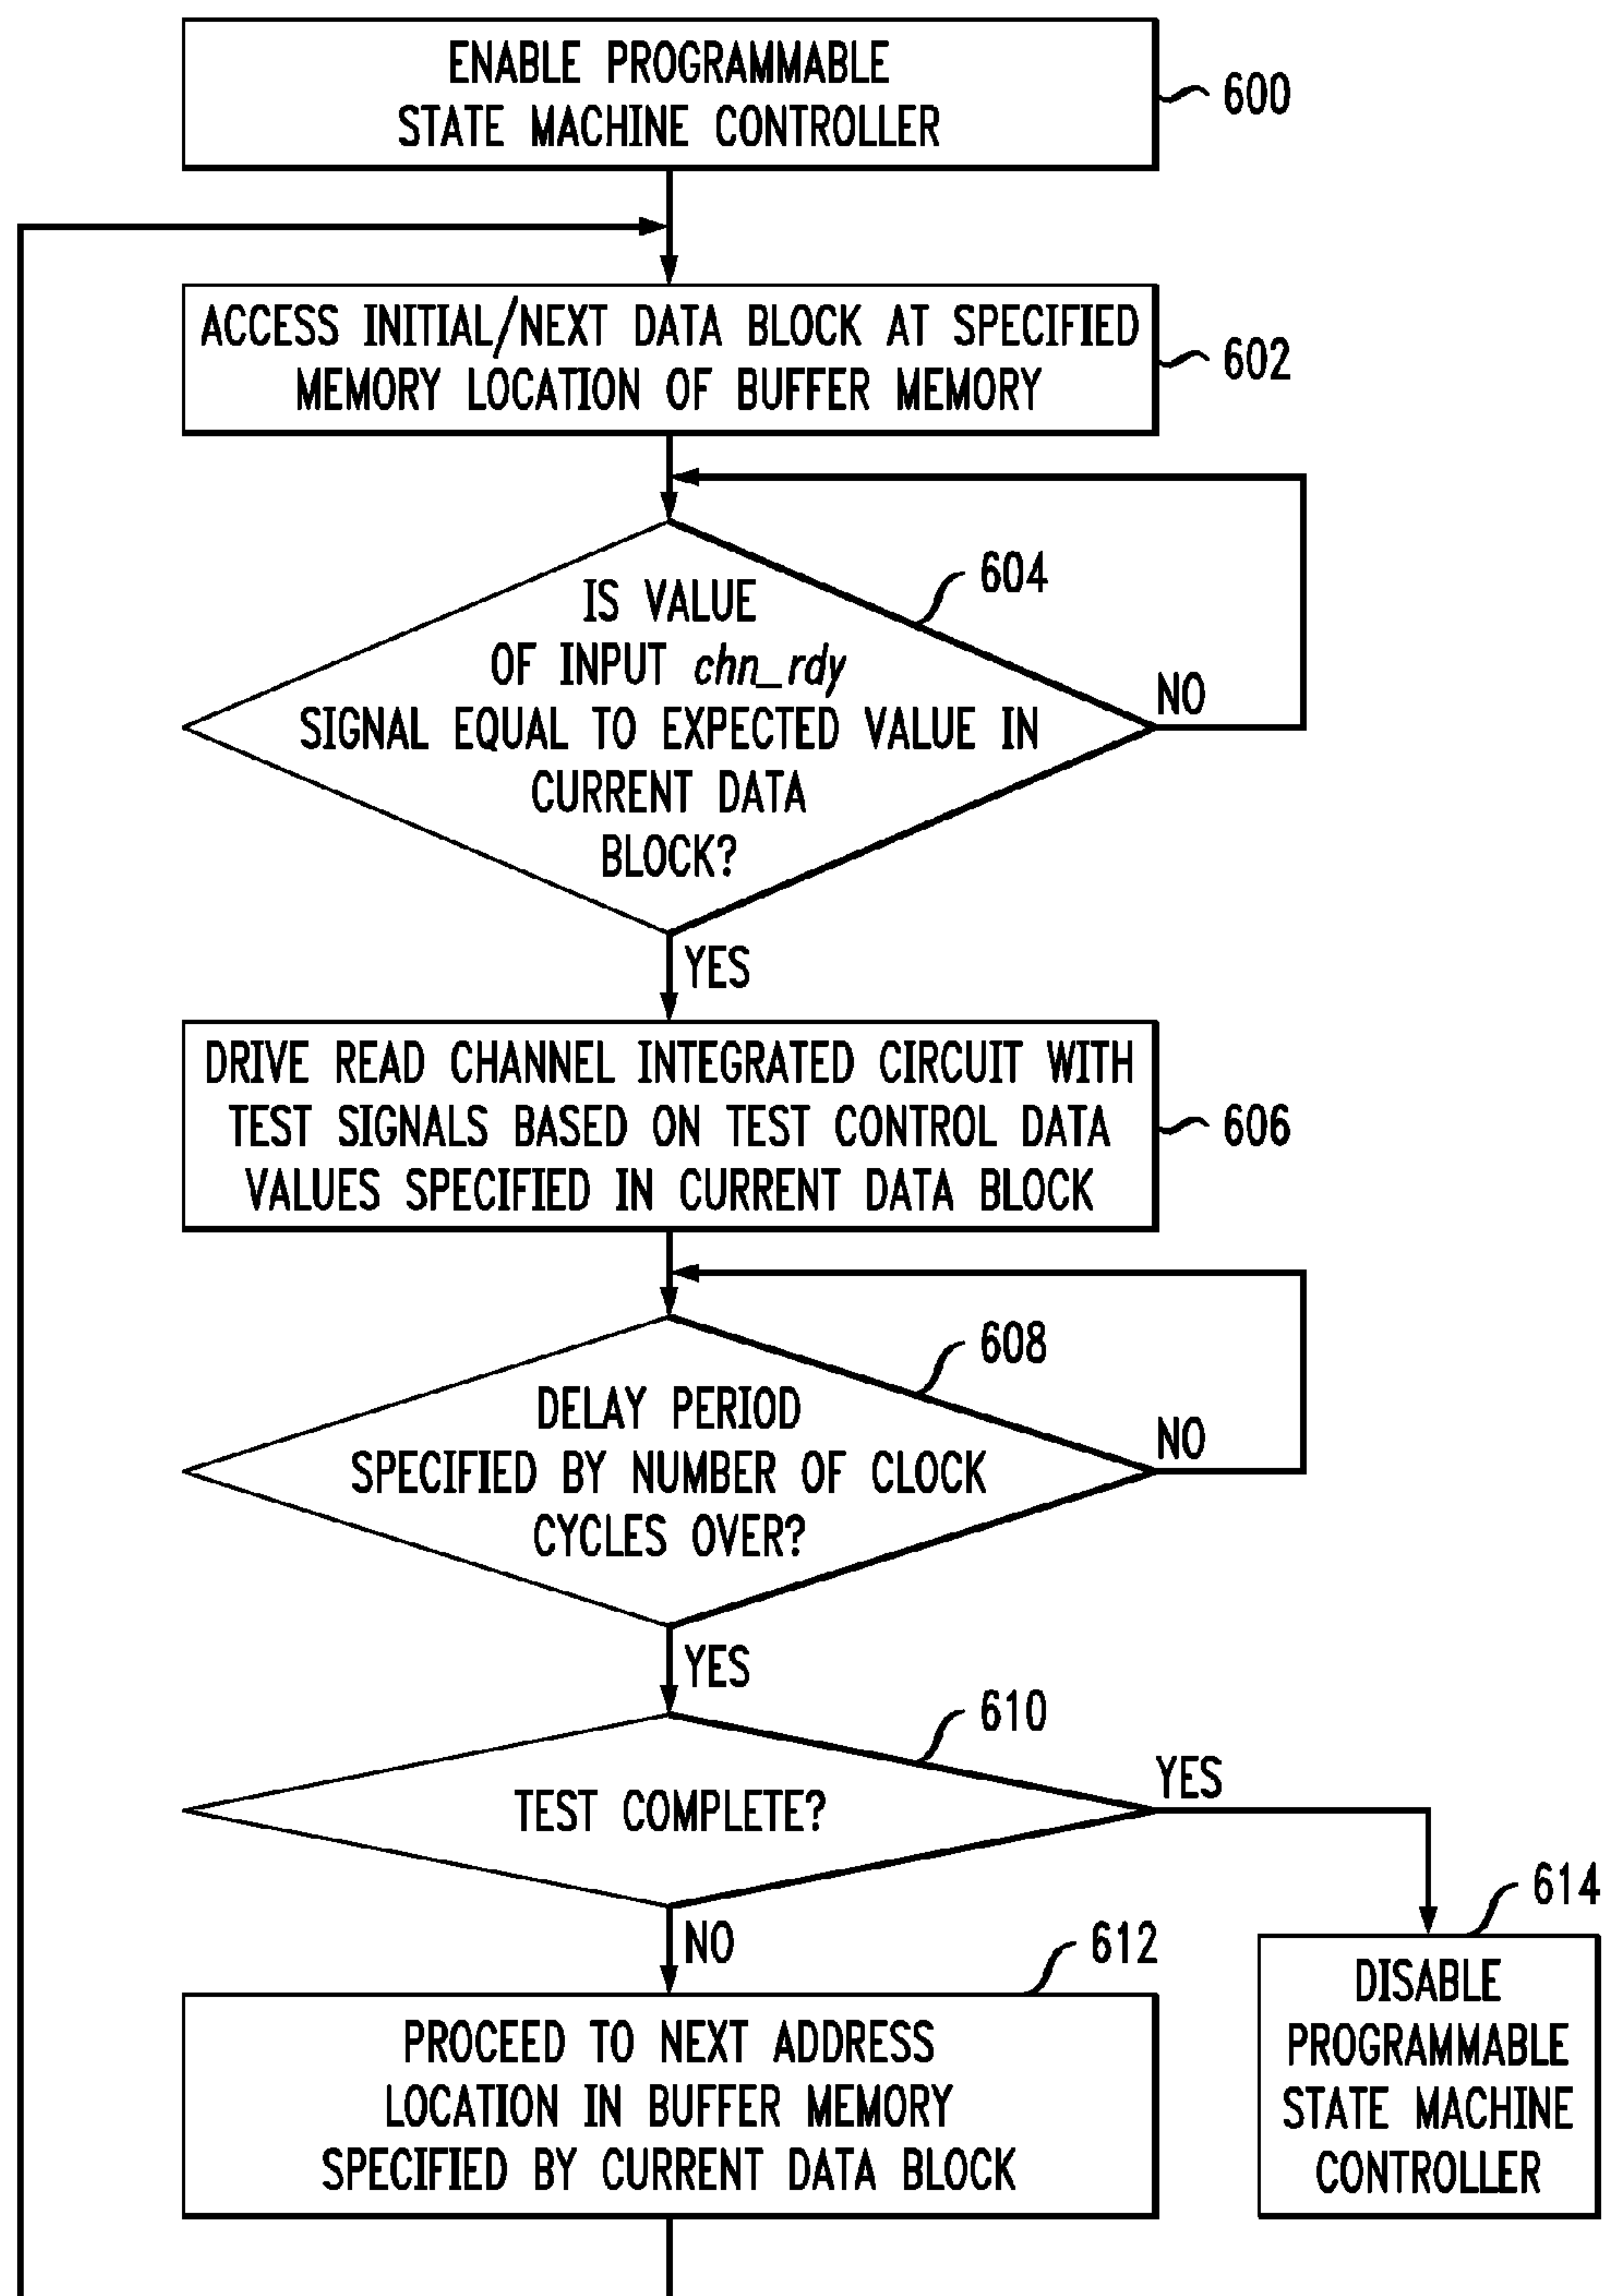 ENABLE PROGRAMMABLE
STATE MACHINE CONTROLLER
600
ACCESS INITIAL/NEXT DATA BLOCK AT SPECIFIED
MEMORY LOCATION OF BUFFER MEMORY
602
604
IS VALUE
OF INPUT chn_rdy
SIGNAL EQUAL TO EXPECTED VALUE IN
CURRENT DATA
BLOCK?
NO
YES
DRIVE READ CHANNEL INTEGRATED CIRCUIT WITH
TEST SIGNALS BASED ON TEST CONTROL DATA
VALUES SPECIFIED IN CURRENT DATA BLOCK
606
608
DELAY PERIOD
SPECIFIED BY NUMBER OF CLOCK
CYCLES OVER?
NO
YES
610
TEST COMPLETE?
YES
NO
612
PROCEED TO NEXT ADDRESS
LOCATION IN BUFFER MEMORY
SPECIFIED BY CURRENT DATA BLOCK
614
DISABLE
PROGRAMMABLE
STATE MACHINE
CONTROLLER